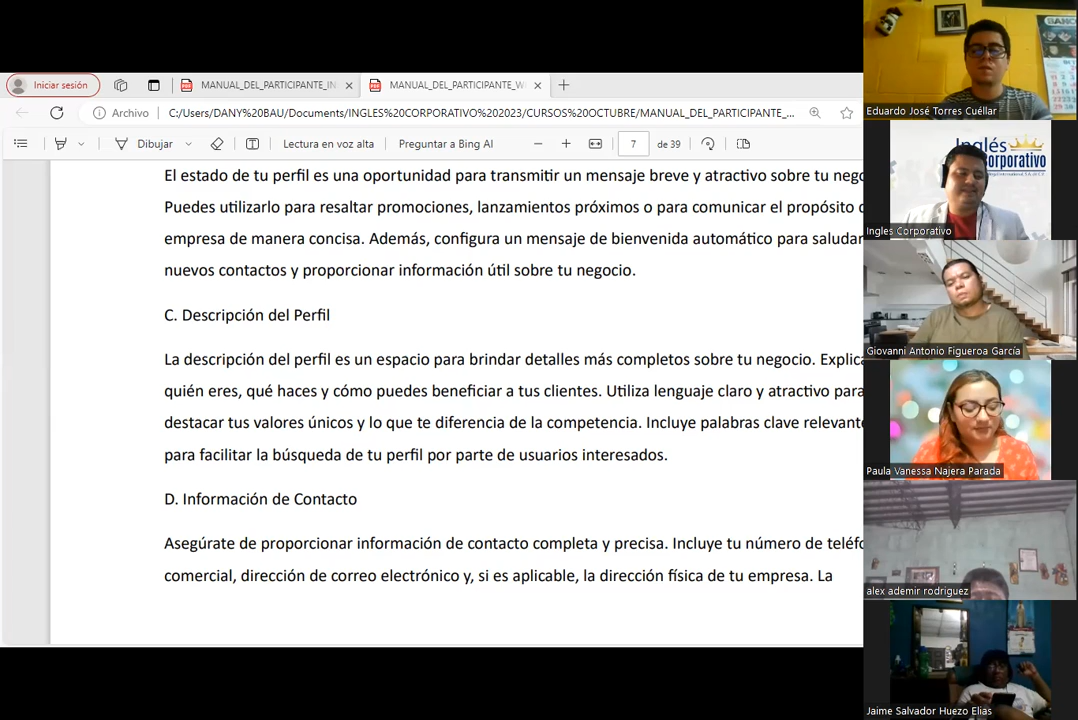 Iniciar sesión
MANUAL_DEL_PARTICIPANTE_IN
MANUAL_DEL_PARTICIPANTE_W
Archivo
C:/Users/DANY%20BAU/Documents/INGLES%20CORPORATIVO%202023/CURSOS%20OCTUBRE/MANUAL_DEL_PARTICIPANTE_...
Dibujar
Lectura en voz alta
Preguntar a Bing AI
7
de 39
El estado de tu perfil es una oportunidad para transmitir un mensaje breve y atractivo sobre tu nego
Puedes utilizarlo para resaltar promociones, lanzamientos próximos o para comunicar el propósito
empresa de manera concisa. Además, configura un mensaje de bienvenida automático para saludar
nuevos contactos y proporcionar información útil sobre tu negocio.
C. Descripción del Perfil
La descripción del perfil es un espacio para brindar detalles más completos sobre tu negocio. Explica
quién eres, qué haces y cómo puedes beneficiar a tus clientes. Utiliza lenguaje claro y atractivo para
destacar tus valores únicos y lo que te diferencia de la competencia. Incluye palabras clave relevante
para facilitar la búsqueda de tu perfil por parte de usuarios interesados.
D. Información de Contacto
Asegúrate de proporcionar información de contacto completa y precisa. Incluye tu número de teléfo
comercial, dirección de correo electrónico y, si es aplicable, la dirección física de tu empresa. La
Eduardo José Torres Cuéllar
Inglés
Corporativo
Ingles Corporativo
Giovanni Antonio Figueroa García
Paula Vanessa Najera Parada
alex ademir rodriguez
Jaime Salvador Huezo Elias